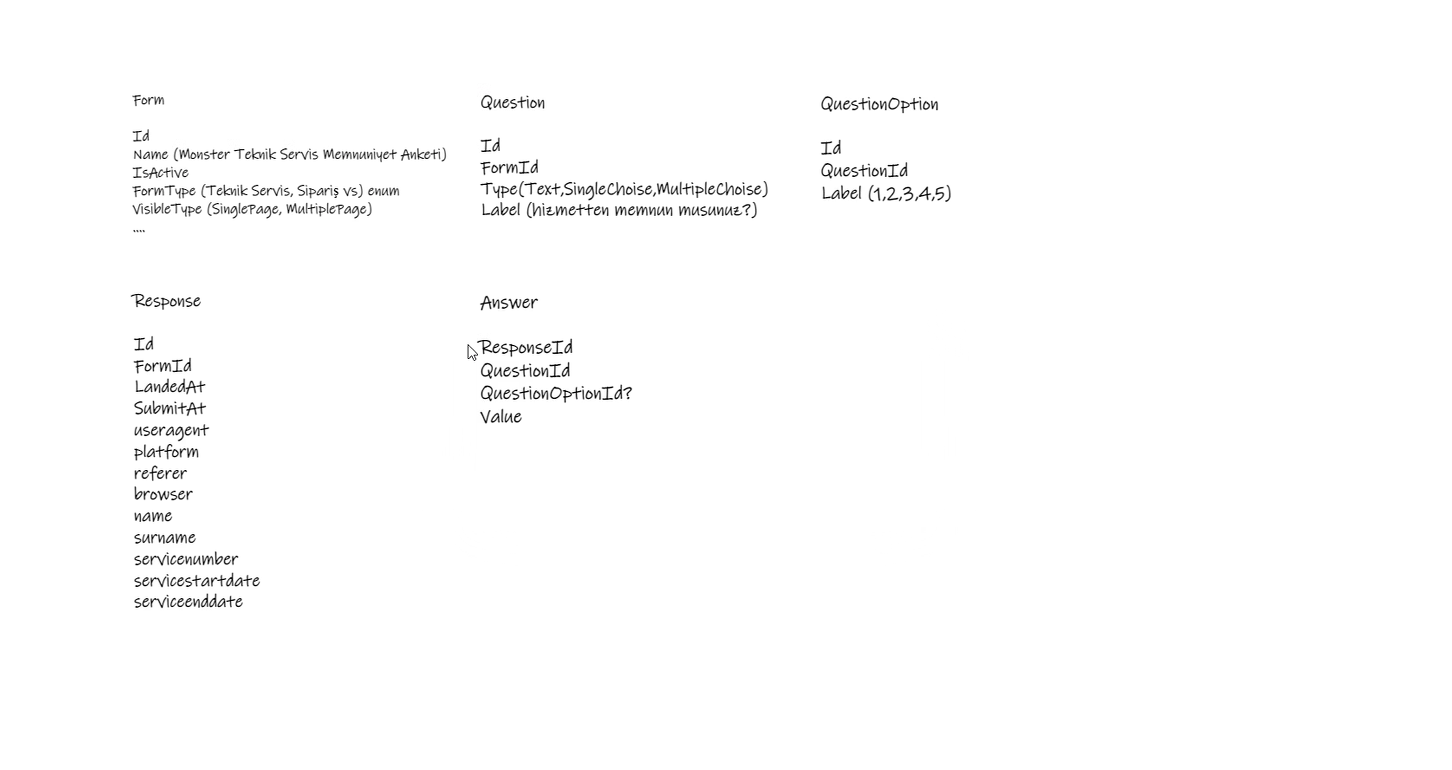 Form
Id
Name (Monster Teknik Servis Memnuniyet Anketi)
IsActive
FormType (Teknik Servis, Sipariş vs) enum
VisibleType (SinglePage, MultiplePage)
....
Question
Id
FormId
Type(Text,SingleChoise,MultipleChoise)
Label (hizmetten memnun musunuz?)
QuestionOption
Id
QuestionId
Label (1,2,3,4,5)
Response
Id
FormId
LandedAt
SubmitAt
useragent
platform
referer
browser
name
surname
servicenumber
servicestartdate
serviceenddate
Answer
ResponseId
QuestionId
QuestionOptionId?
Value